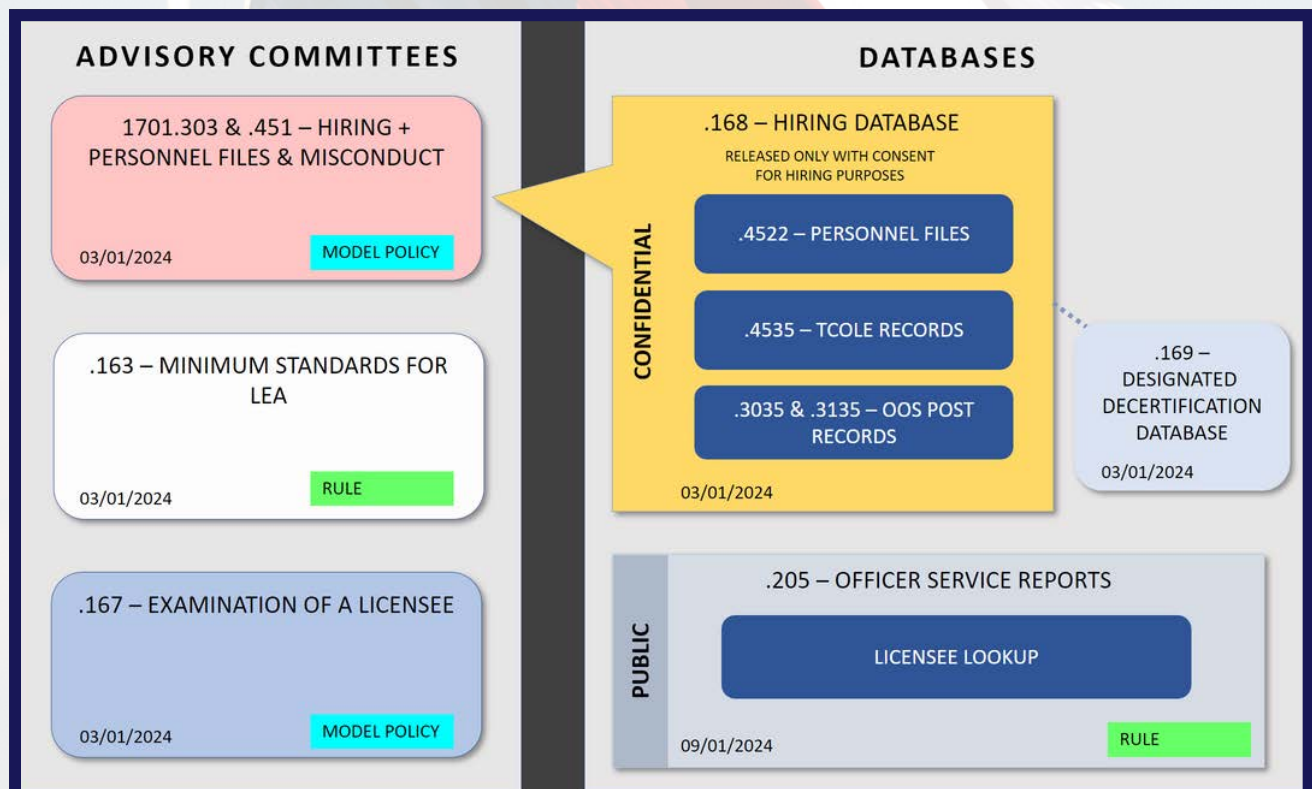 ADVISORY COMMITTEES
1701.303 & .451 – HIRING +
PERSONNEL FILES & MISCONDUCT
03/01/2024
MODEL POLICY
.163 – MINIMUM STANDARDS FOR
LEA
03/01/2024
RULE
.167 – EXAMINATION OF A LICENSEE
03/01/2024
MODEL POLICY
DATABASES
.168 – HIRING DATABASE
RELEASED ONLY WITH CONSENT
FOR HIRING PURPOSES
CONFIDENTIAL
.4522 – PERSONNEL FILES
.4535 – TCOLE RECORDS
.3035 & .3135 – OOS POST
RECORDS
03/01/2024
.169 –
DESIGNATED
DECERTIFICATION
DATABASE
03/01/2024
PUBLIC
.205 – OFFICER SERVICE REPORTS
LICENSEE LOOKUP
09/01/2024
RULE